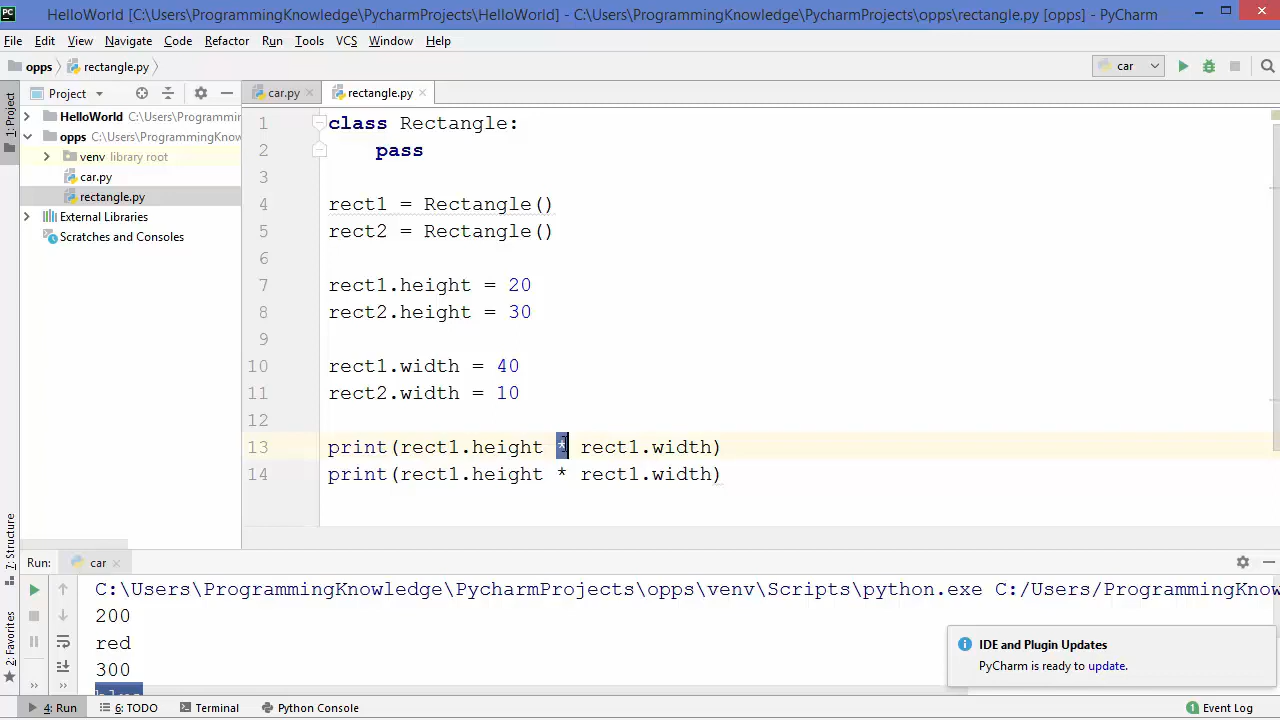 PC HelloWorld [C:\Users\ProgrammingKnowledge\PycharmProjects\HelloWorld] - C:\Users\ProgrammingKnowledge\PycharmProjects\opps\rectangle.py [opps] - PyCharm
File Edit View Navigate Code Refactor Run Tools VCS Window Help
opps rectangle.py car
Project car.py rectangle.py
1: Project
HelloWorld C:\Users\Programmin
opps C:\Users\ProgrammingKnow
venv library root
car.py
rectangle.py
External Libraries
Scratches and Consoles
1 class Rectangle:
2 pass
3
4 rect1 = Rectangle()
5 rect2 = Rectangle()
6
7 rect1.height = 20
8 rect2.height = 30
9
10 rect1.width = 40
11 rect2.width = 10
12
13 print(rect1.height * rect1.width)
14 print(rect1.height * rect1.width)
7: Structure
2: Favorites
Run: car
C:\Users\ProgrammingKnowledge\PycharmProjects\opps\venv\Scripts\python.exe C:/Users/ProgrammingKnow
200
red
300
IDE and Plugin Updates
PyCharm is ready to update.
4: Run 6: TODO Terminal Python Console 1 Event Log